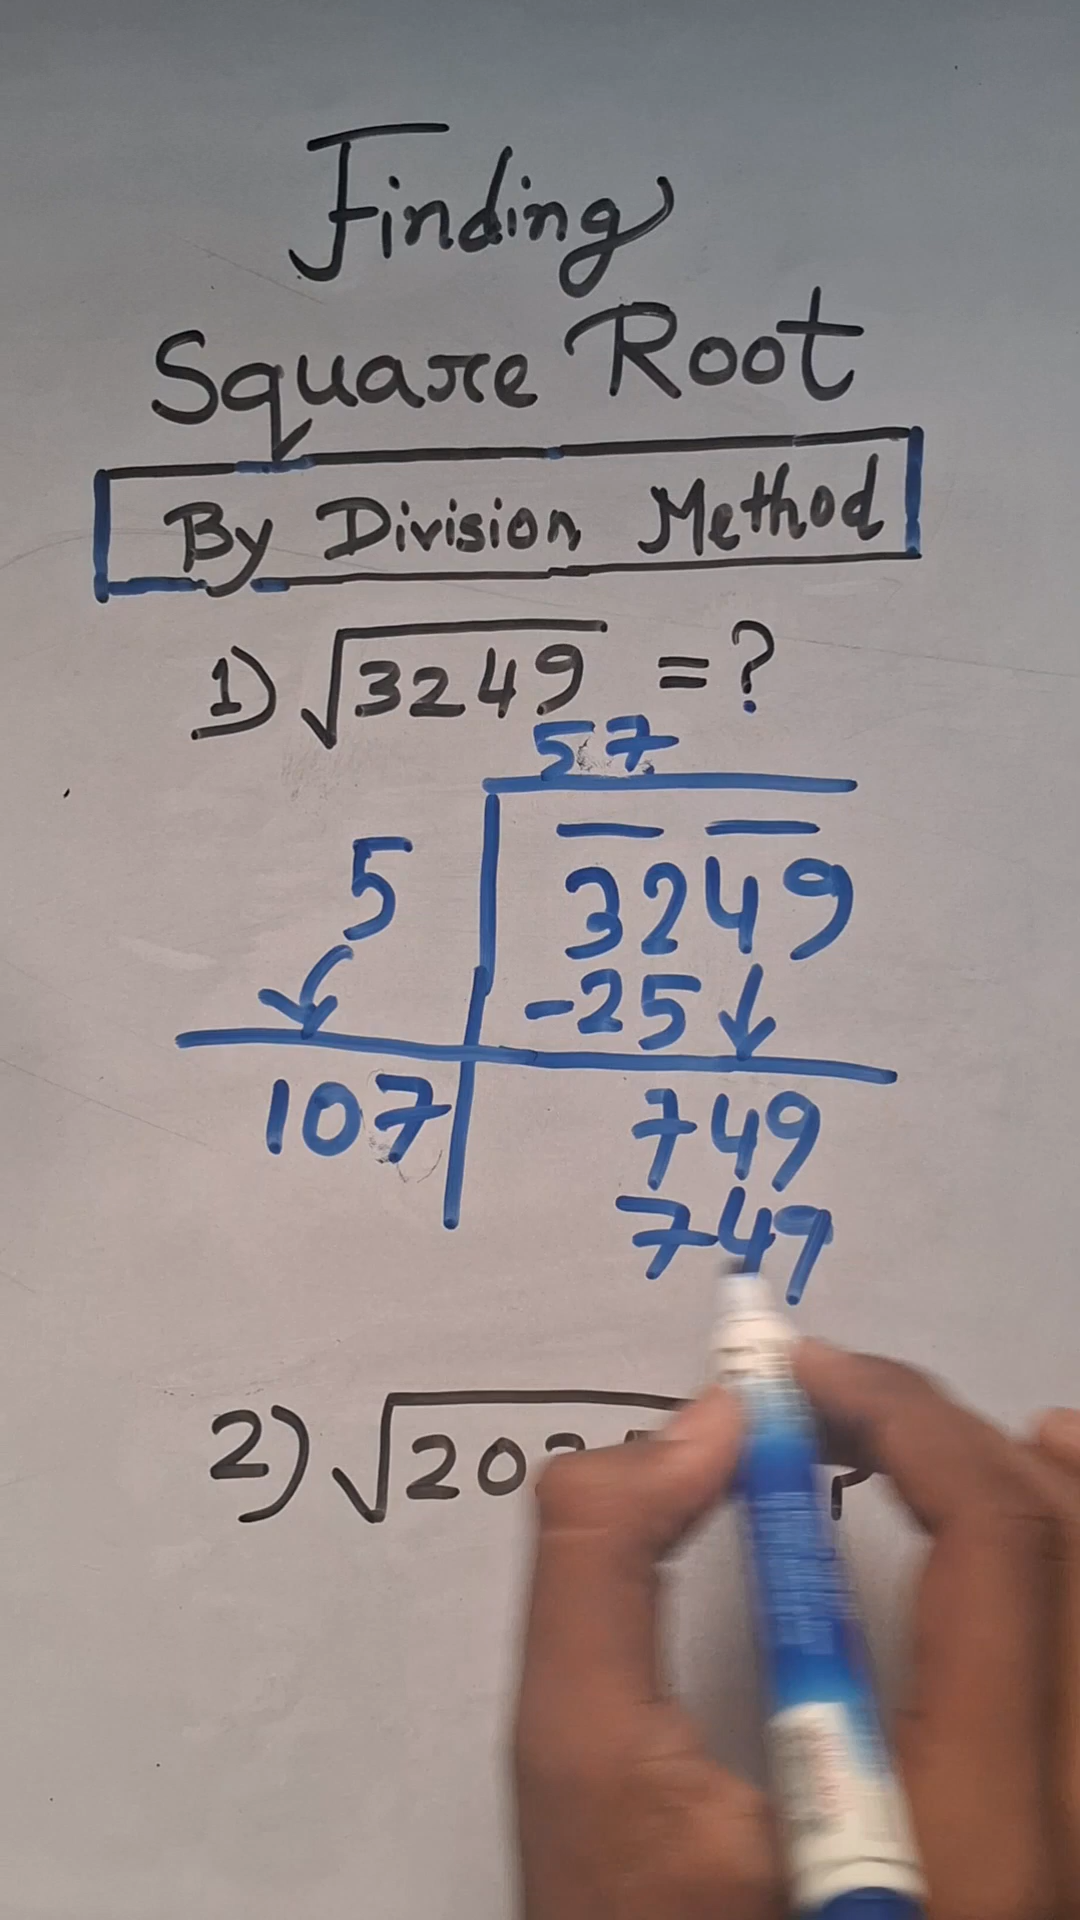 Finding
Square Root
By Division Method
1) √3249 = ?
57
5
3249
-25
107
749
749
2) √20